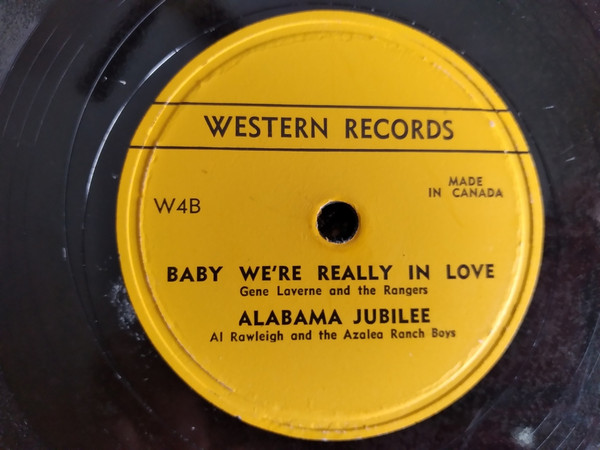 WESTERN RECORDS
W4B
MADE
IN CANADA
BABY WE'RE REALLY IN LOVE
Gene Laverne and the Rangers
ALABAMA JUBILEE
Al Rawleigh and the Azalea Ranch Boys